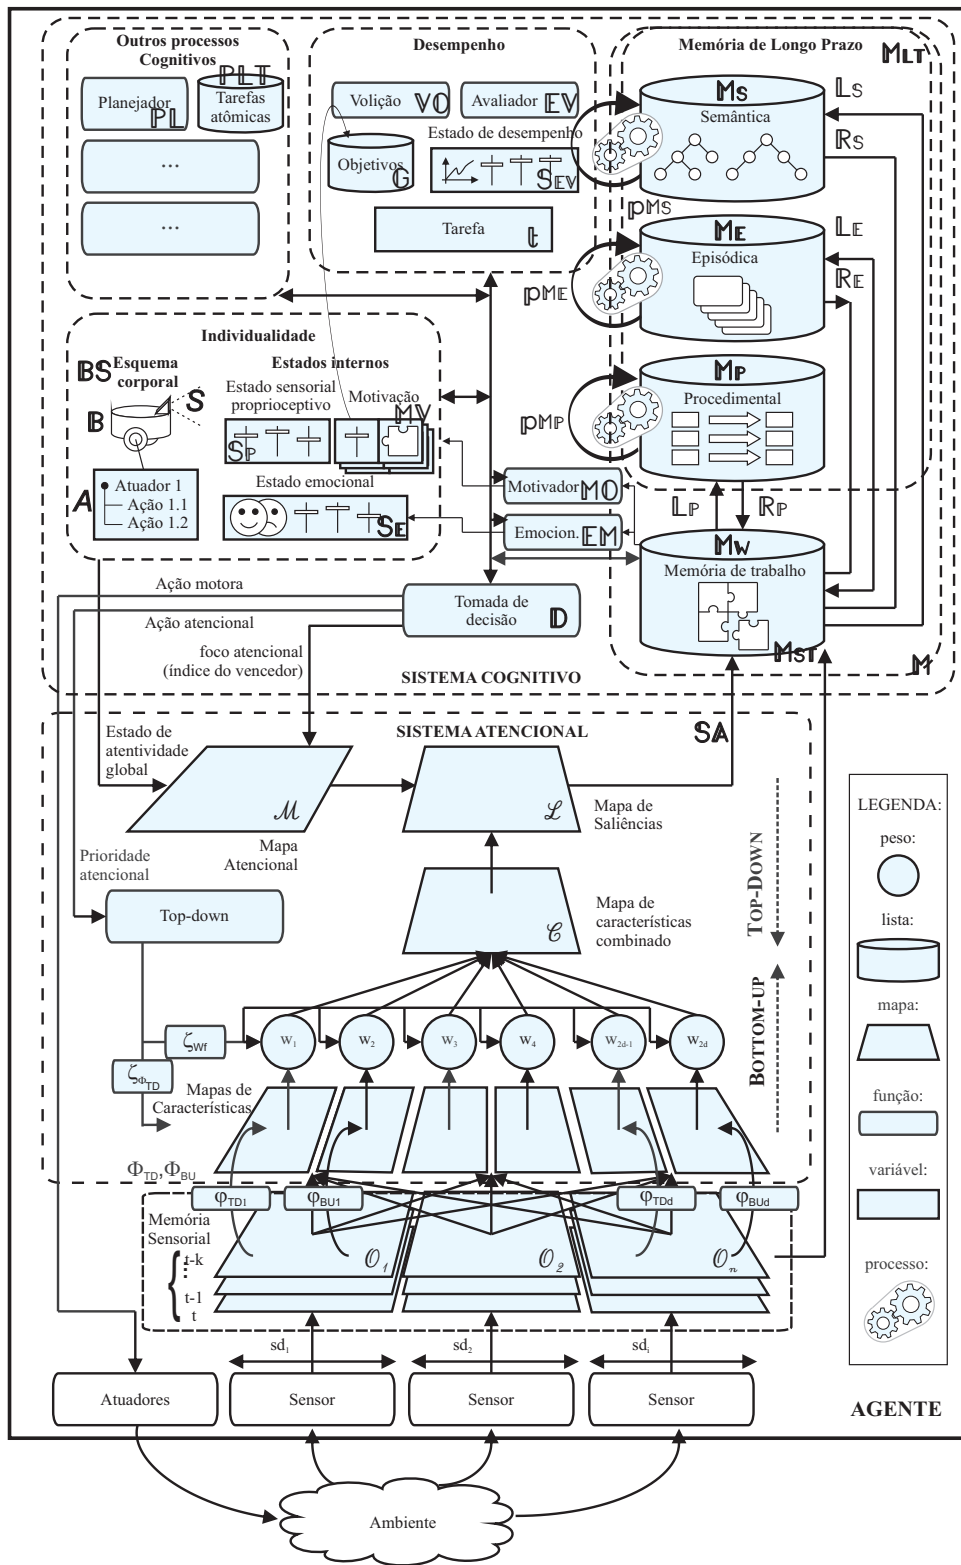 Outros processos
Cognitivos
PLT
Planejador
PL
Tarefas
atômicas
...
...
Desempenho
Volição
VO
Avaliador
EV
Estado de desempenho
Objetivos
G
SEV
Tarefa
t
Memória de Longo Prazo
MLT
MS
Semântica
LS
RS
pMS
ME
Episódica
LE
RE
pME
MP
Procedimental
pMP
LP
RP
MW
Memória de trabalho
MST
M
Individualidade
BS
Esquema
corporal
S
B
A
Atuador 1
Ação 1.1
Ação 1.2
Estados internos
Estado sensorial
proprioceptivo
SP
Motivação
MV
Estado emocional
SE
Motivador
MO
Emocion.
EM
Ação motora
Ação atencional
Tomada de
decisão
D
foco atencional
(índice do vencedor)
SISTEMA COGNITIVO
SISTEMA ATENCIONAL
SA
Estado de
atentividade
global
ℳ
Mapa
Atencional
ℒ
Mapa de
Saliências
Prioridade
atencional
Top-down
𝒞
Mapa de
características
combinado
TOP-DOWN
BOTTOM-UP
ζWf
ζΦTD
w1
w2
w3
w4
w2d-1
w2d
Mapas de
Características
ΦTD,ΦBU
φTD1
φBU1
φTDd
φBUd
Memória
Sensorial
t-k
⋮
t-1
t
𝒪1
𝒪2
𝒪n
sd1
sd2
sdi
Atuadores
Sensor
Sensor
Sensor
AGENTE
Ambiente
LEGENDA:
peso:
lista:
mapa:
função:
variável:
processo: